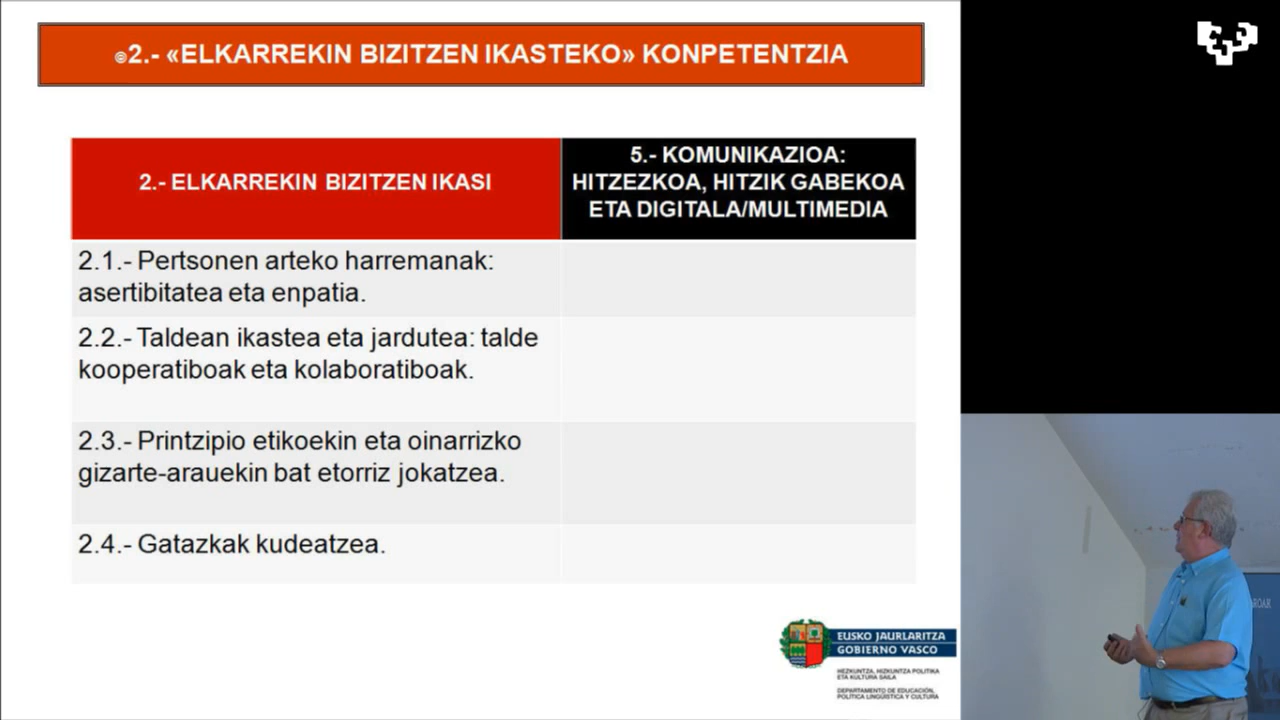 2.- «ELKARREKIN BIZITZEN IKASTEKO» KONPETENTZIA
2.- ELKARREKIN BIZITZEN IKASI
5.- KOMUNIKAZIOA:
HITZEZKOA, HITZIK GABEKOA
ETA DIGITALA/MULTIMEDIA
2.1.- Pertsonen arteko harremanak:
asertibitatea eta enpatia.
2.2.- Taldean ikastea eta jardutea: talde
kooperatiboak eta kolaboratiboak.
2.3.- Printzipio etikoekin eta oinarrizko
gizarte-arauekin bat etorriz jokatzea.
2.4.- Gatazkak kudeatzea.
EUSKO JAURLARITZA
GOBIERNO VASCO
HEZKUNTZA, HIZKUNTZA POLITIKA
ETA KULTURA SAILA
DEPARTAMENTO DE EDUCACIÓN,
POLÍTICA LINGÜÍSTICA Y CULTURA